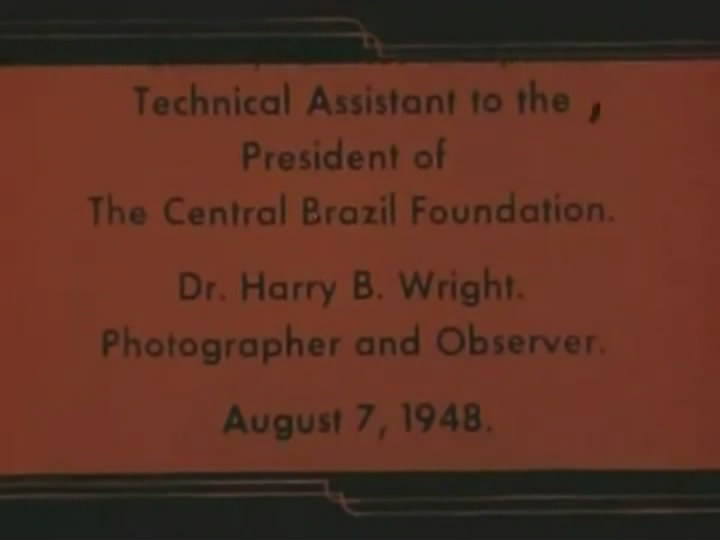 Technical Assistant to the
President of
The Central Brazil Foundation.
Dr. Harry B. Wright.
Photographer and Observer.
August 7, 1948.